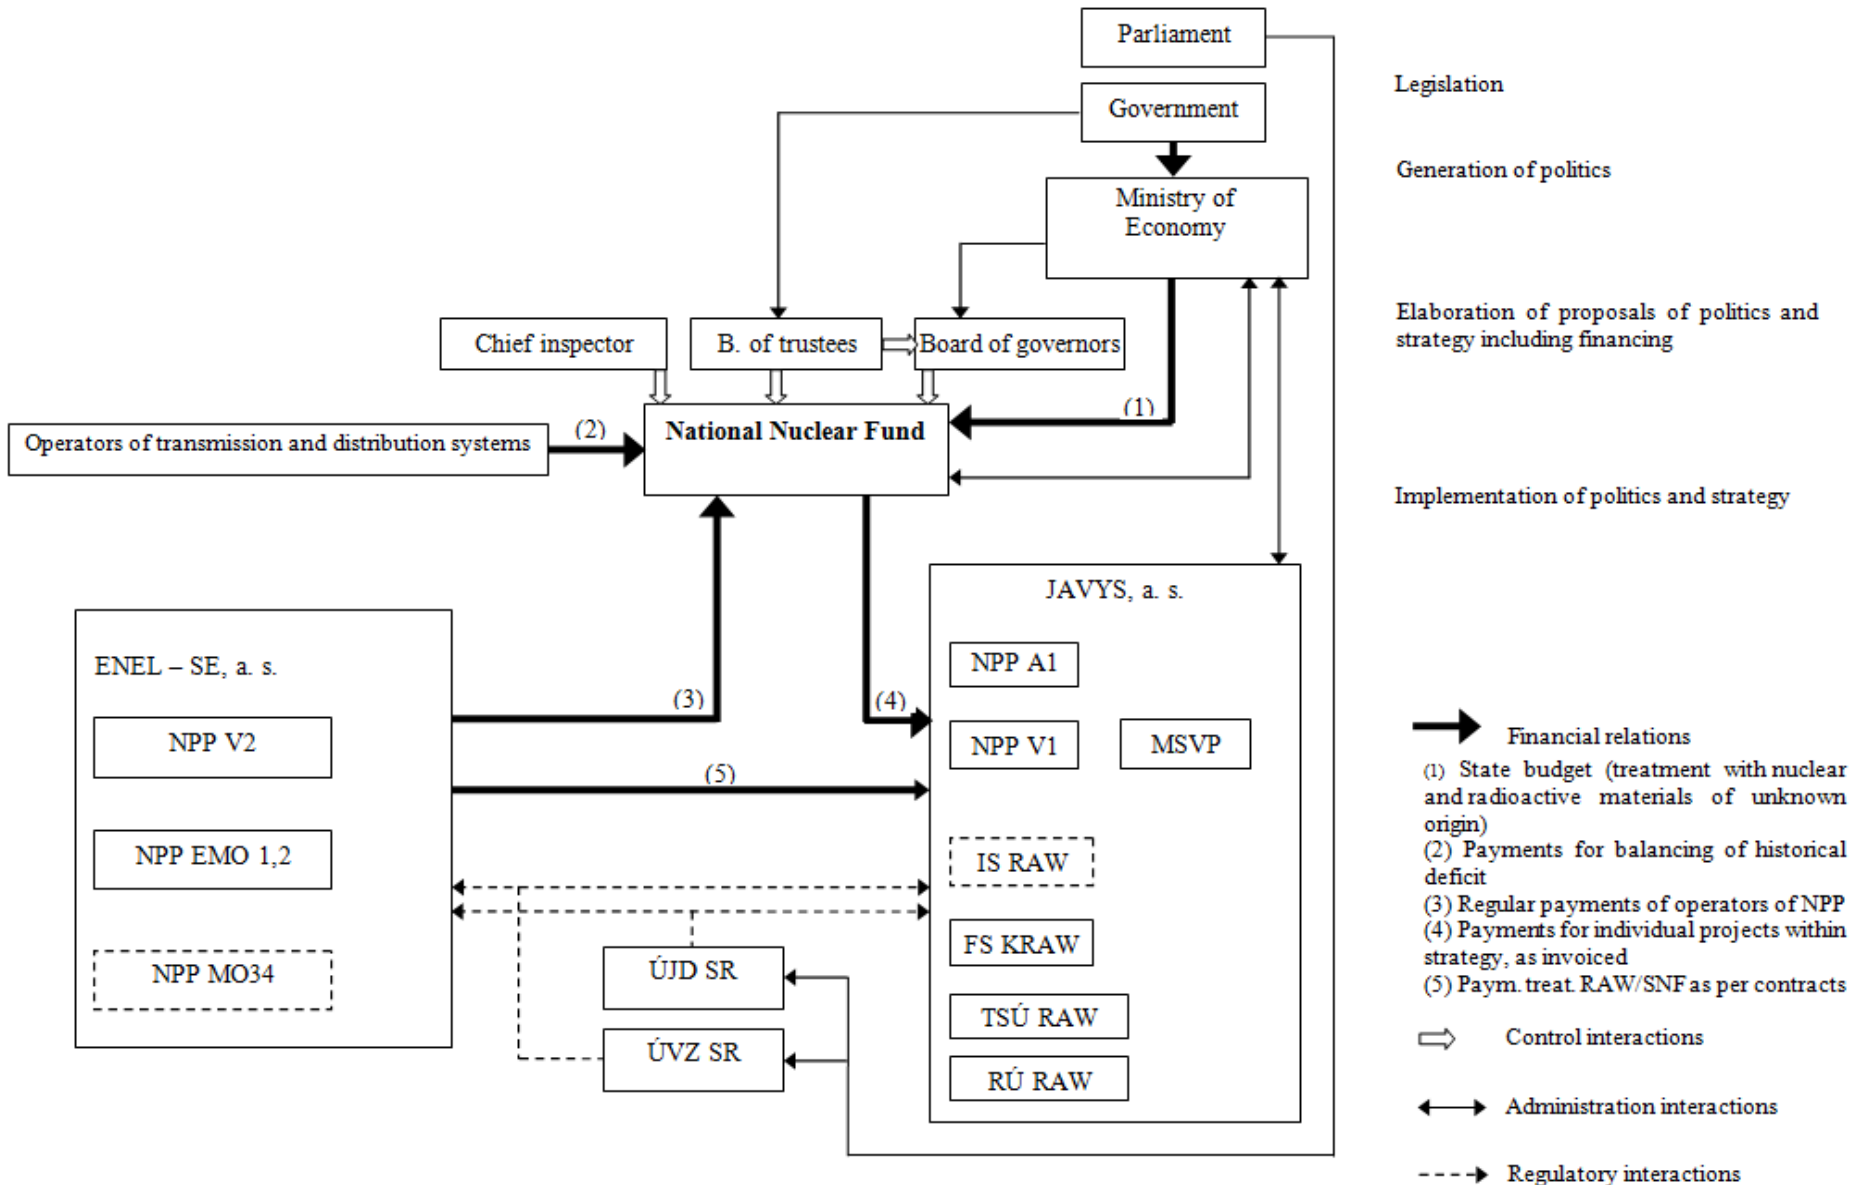 Parliament
Legislation
Government
Generation of politics
Ministry of
Economy
Elaboration of proposals of politics and
strategy including financing
Chief inspector
B. of trustees
Board of governors
(1)
(2)
National Nuclear Fund
Operators of transmission and distribution systems
Implementation of politics and strategy
JAVYS, a. s.
ENEL – SE, a. s.
NPP A1
(3)
(4)
NPP V2
NPP V1
MSVP
(5)
NPP EMO 1,2
IS RAW
FS KRAW
NPP MO34
ÚJD SR
TSÚ RAW
ÚVZ SR
RÚ RAW
Financial relations
(1) State budget (treatment with nuclear
and radioactive materials of unknown
origin)
(2) Payments for balancing of historical
deficit
(3) Regular payments of operators of NPP
(4) Payments for individual projects within
strategy, as invoiced
(5) Paym. treat. RAW/SNF as per contracts
Control interactions
Administration interactions
Regulatory interactions